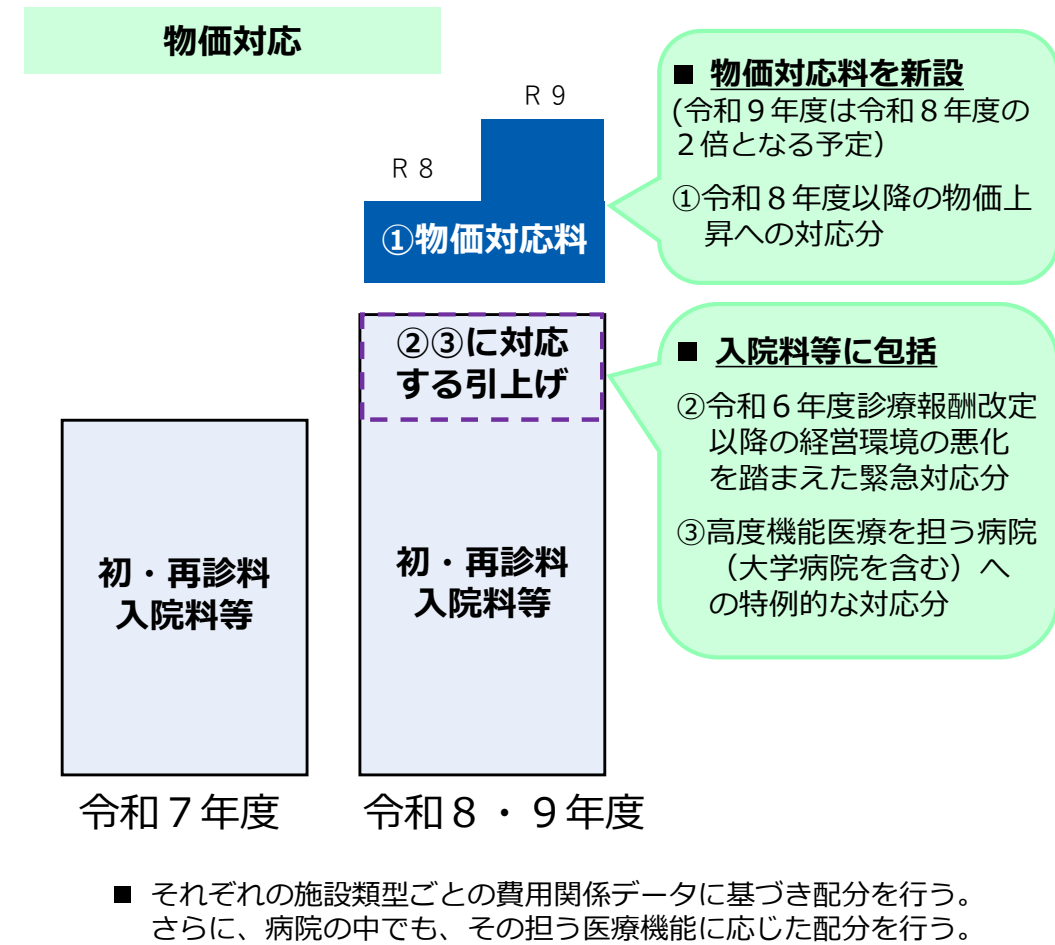 物価対応
R 9
R 8
①物価対応料
②③に対応
する引上げ
初・再診料
入院料等
初・再診料
入院料等
令和７年度
令和８・９年度
■ 物価対応料を新設
(令和９年度は令和８年度の
２倍となる予定）
①令和８年度以降の物価上
昇への対応分
■ 入院料等に包括
②令和６年度診療報酬改定
以降の経営環境の悪化
を踏まえた緊急対応分
③高度機能医療を担う病院
（大学病院を含む）へ
の特例的な対応分
■ それぞれの施設類型ごとの費用関係データに基づき配分を行う。
さらに、病院の中でも、その担う医療機能に応じた配分を行う。